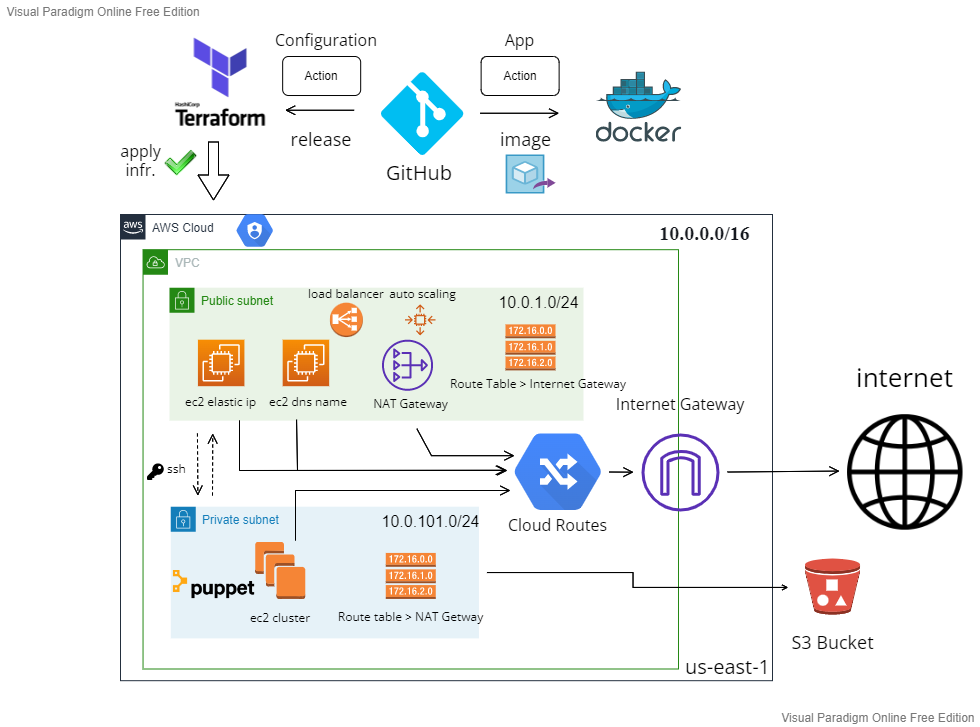 Visual Paradigm Online Free Edition
Configuration
App
Action
Action
HashiCorp
Terraform
release
image
docker
GitHub
apply
infr.
aws
AWS Cloud
10.0.0.0/16
VPC
Public subnet
load balancer
auto scaling
10.0.1.0/24
172.16.0.0
172.16.1.0
172.16.2.0
Route Table > Internet Gateway
ec2 elastic ip
ec2 dns name
NAT Gateway
Internet Gateway
internet
ssh
Cloud Routes
Private subnet
10.0.101.0/24
172.16.0.0
172.16.1.0
172.16.2.0
puppet
ec2 cluster
Route table > NAT Getway
S3 Bucket
us-east-1
Visual Paradigm Online Free Edition